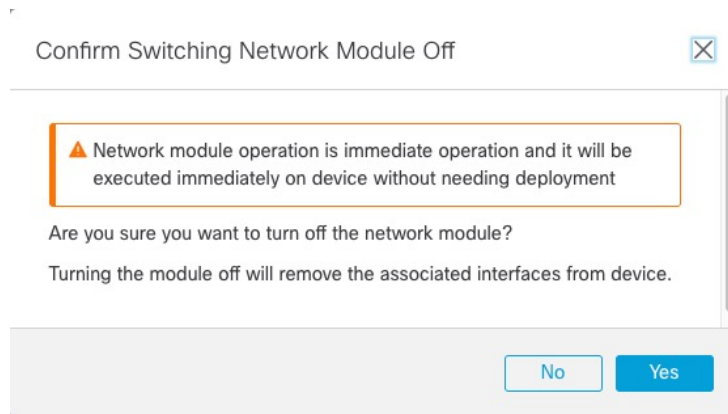 Confirm Switching Network Module Off
Network module operation is immediate operation and it will be
executed immediately on device without needing deployment
Are you sure you want to turn off the network module?
Turning the module off will remove the associated interfaces from device.
No
Yes